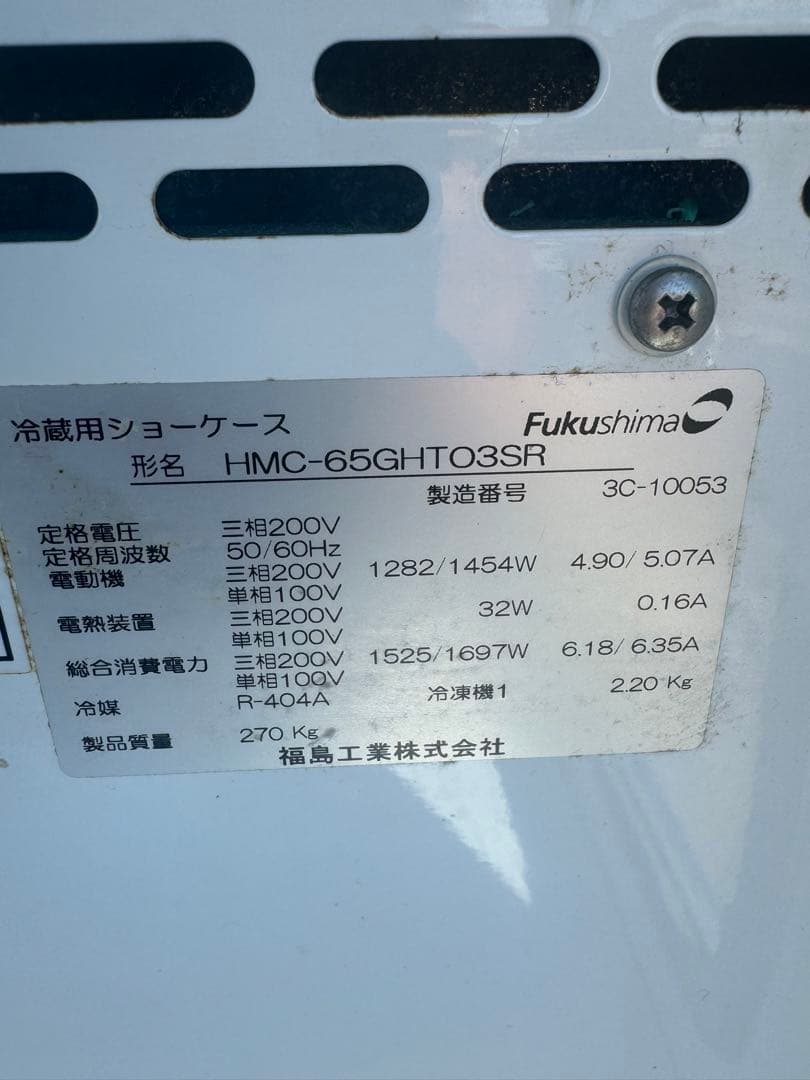 冷蔵用ショーケース Fukushima
形名 HMC-65GHTO3SR
製造番号 3C-10053
定格電圧 三相200V
定格周波数 50/60Hz
電動機 三相200V 1282/1454W 4.90/ 5.07A
単相100V
電熱装置 三相200V 32W 0.16A
単相100V
総合消費電力 三相200V 1525/1697W 6.18/ 6.35A
単相100V
冷媒 R-404A 冷凍機1 2.20 Kg
製品質量 270 Kg
福島工業株式会社